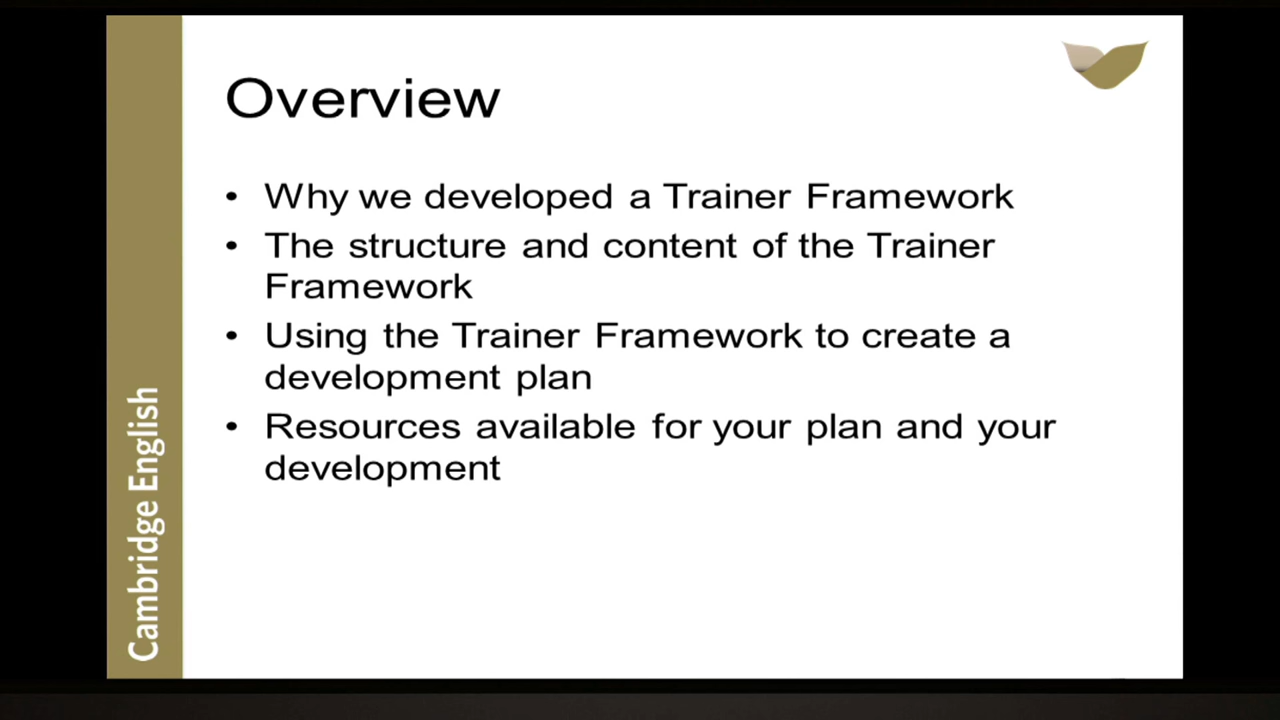 Overview
• Why we developed a Trainer Framework
• The structure and content of the Trainer
Framework
• Using the Trainer Framework to create a
development plan
• Resources available for your plan and your
development
Cambridge English